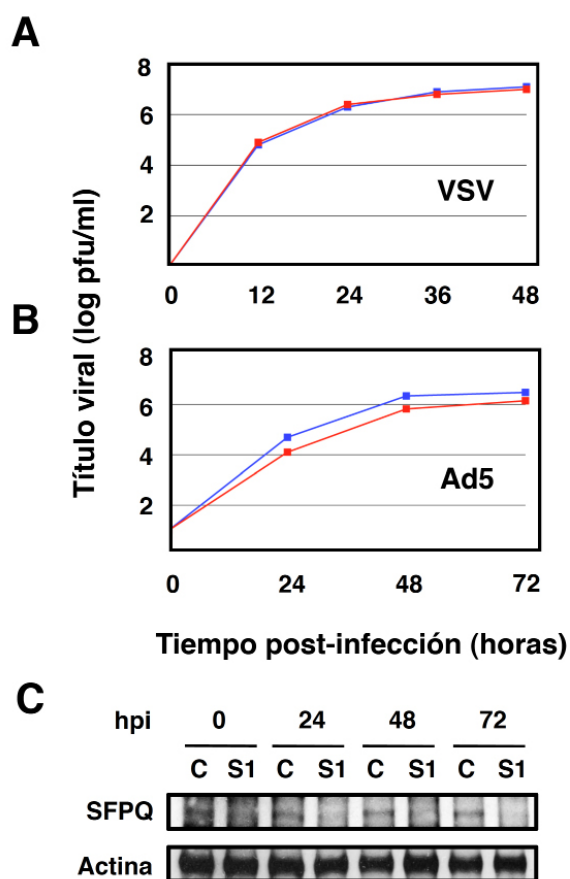 A
Título viral (log pfu/ml)
8
6
4
2
VSV
0 12 24 36 48
B
8
6
4
2
Ad5
0 24 48 72
Tiempo post-infección (horas)
C
hpi 0 24 48 72
C S1 C S1 C S1 C S1
SFPQ
Actina